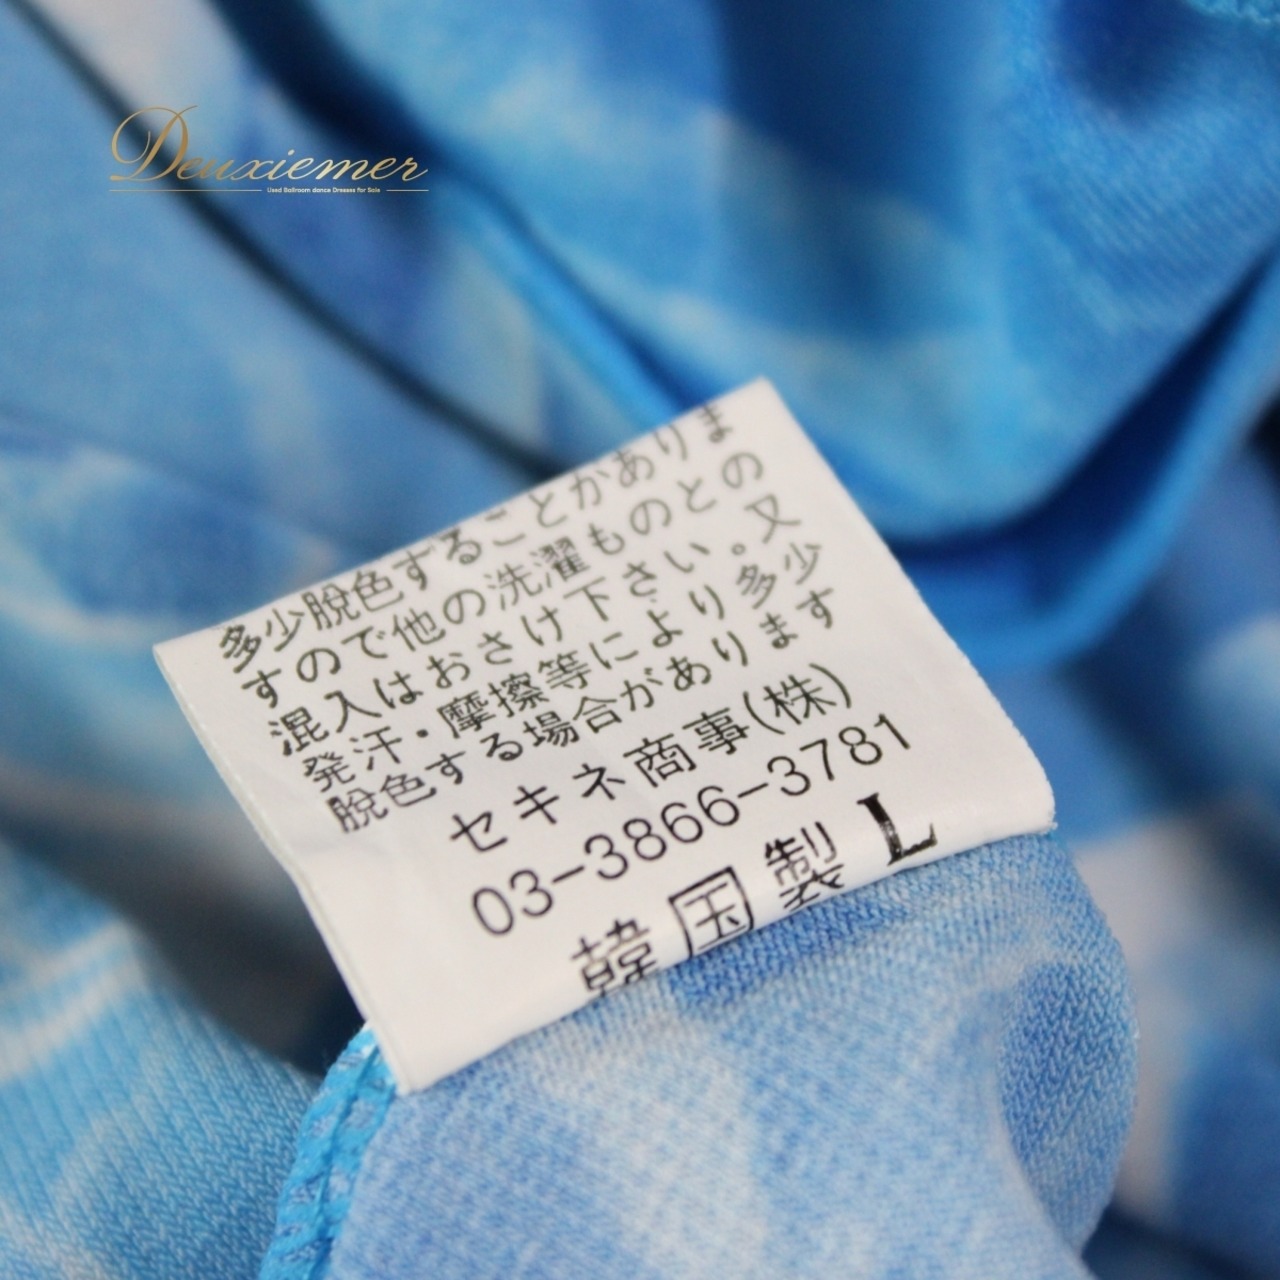 Deuxiemer
Used Ballroom dance Dresses for Sale
多少脱色することがありま
すので他の洗濯ものとの
混入はおさけ下さい。又
発汗・摩擦等により多少
脱色する場合があります
セキネ商事(株)
03-3866-3781
韓国製 L